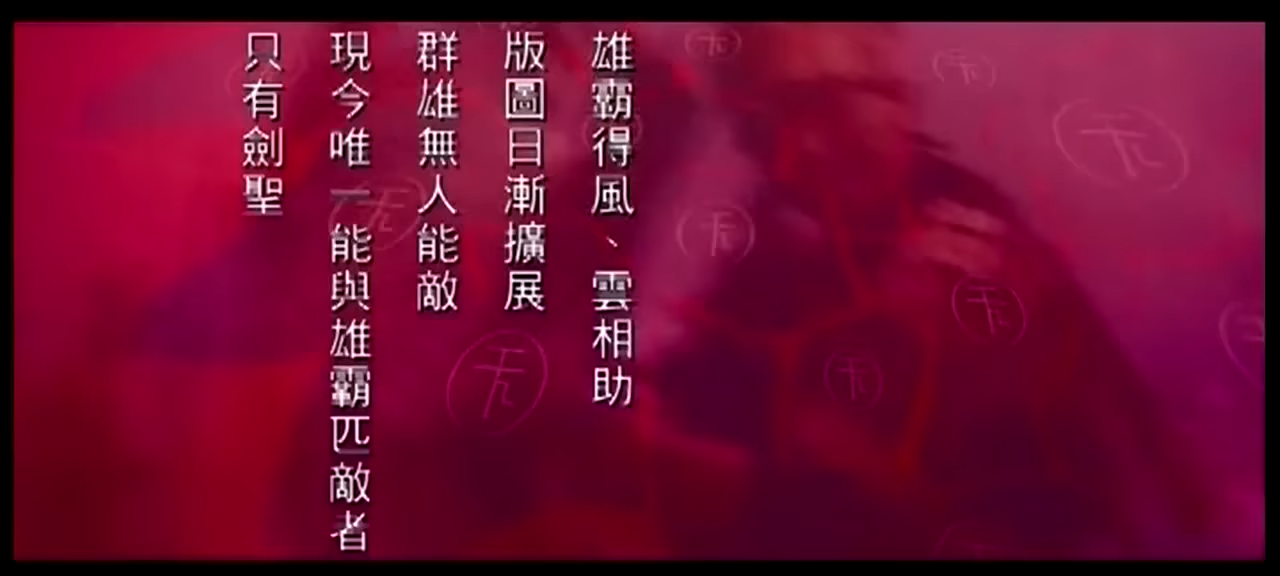 雄霸得風、雲相助
版圖日漸擴展
群雄無人能敵
現今唯一能與雄霸匹敵者
只有劍聖